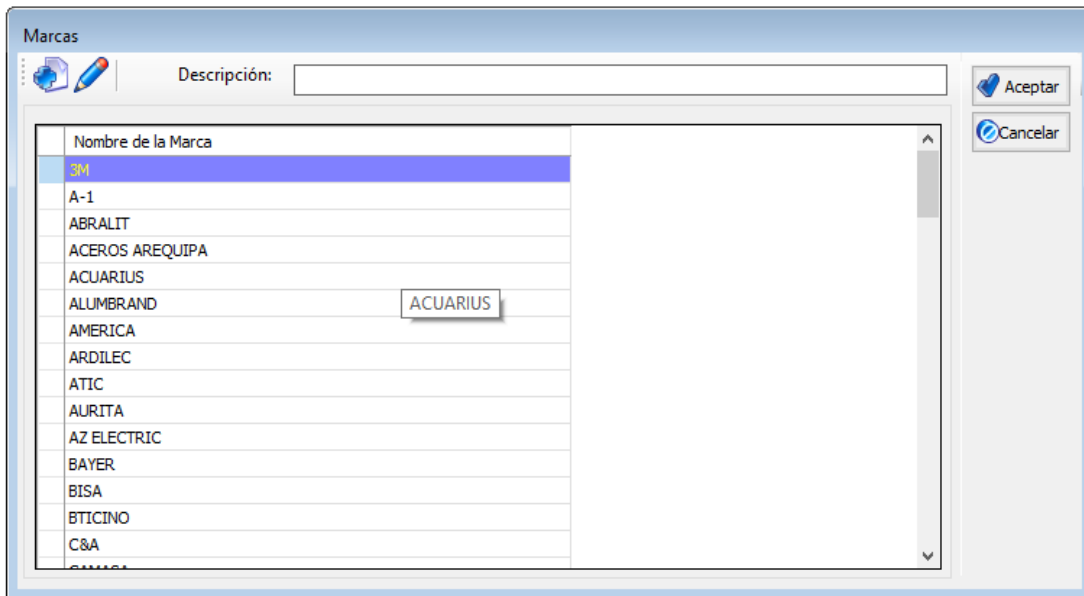 Marcas
Descripción:
Aceptar
Cancelar
Nombre de la Marca
3M
A-1
ABRALIT
ACEROS AREQUIPA
ACUARIUS
ALUMBRAND
ACUARIUS
AMERICA
ARDILEC
ATIC
AURITA
AZ ELECTRIC
BAYER
BISA
BTICINO
C&A